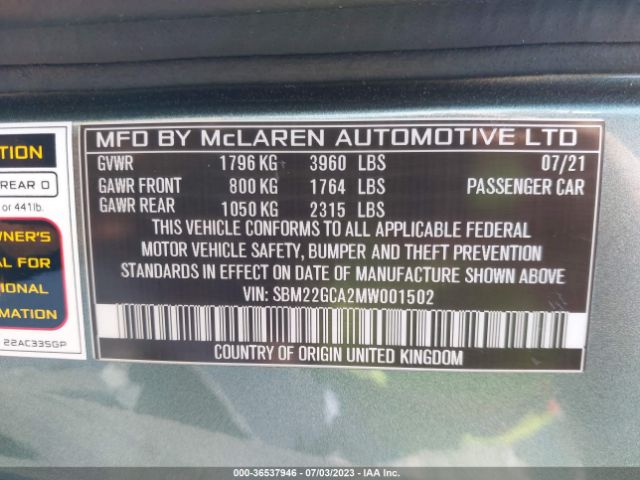 TION
REAR 0
or 441lb.
WNER'S
AL FOR
TIONAL
RMATION
22AC335GP
MFD BY McLAREN AUTOMOTIVE LTD
GVWR 1796 KG 3960 LBS 07/21
GAWR FRONT 800 KG 1764 LBS PASSENGER CAR
GAWR REAR 1050 KG 2315 LBS
THIS VEHICLE CONFORMS TO ALL APPLICABLE FEDERAL
MOTOR VEHICLE SAFETY, BUMPER AND THEFT PREVENTION
STANDARDS IN EFFECT ON DATE OF MANUFACTURE SHOWN ABOVE
VIN: SBM22GCA2MW001502
COUNTRY OF ORIGIN UNITED KINGDOM
000-36537946 - 07/03/2023 - IAA Inc.